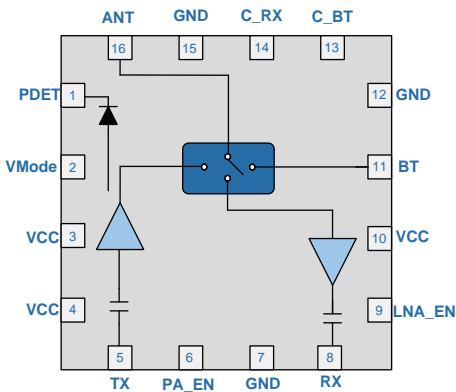 ANT GND C_RX C_BT
16 15 14 13
PDET 1 12 GND
VMode 2 11 BT
VCC 3 10 VCC
VCC 4 9 LNA_EN
5 6 7 8
TX PA_EN GND RX